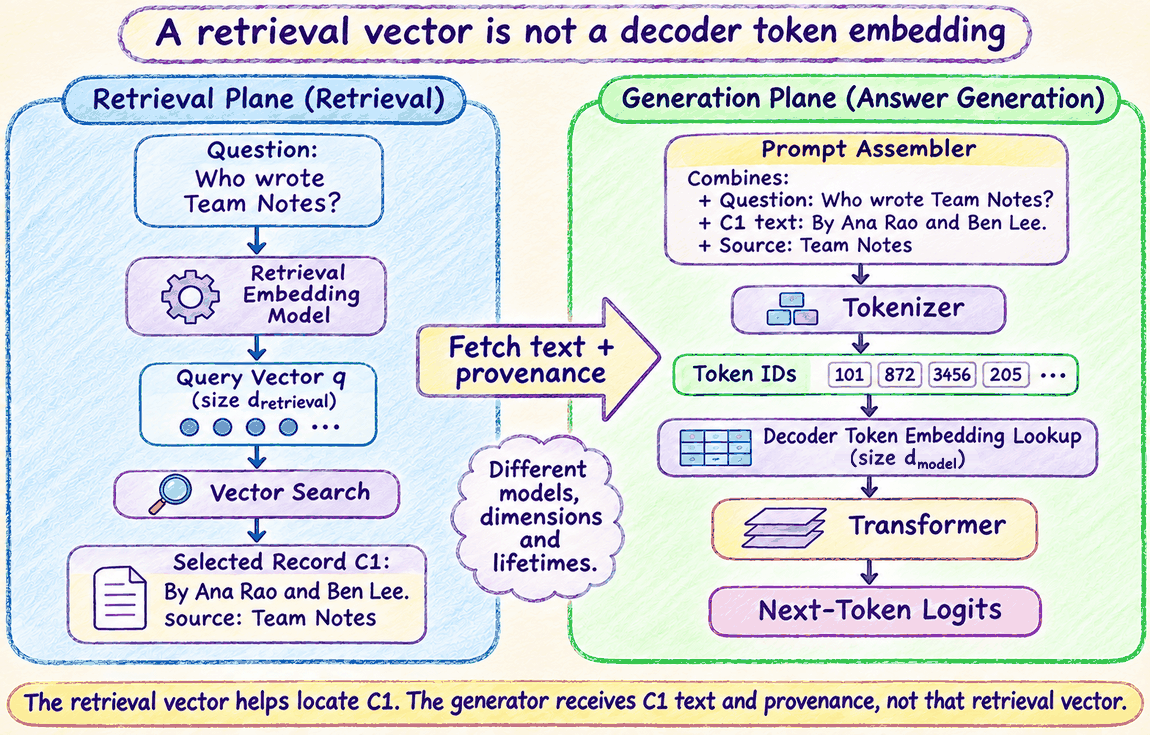 A retrieval vector is not a decoder token embedding
Retrieval Plane (Retrieval)
Question:
Who wrote
Team Notes?
Retrieval
Embedding
Model
Query Vector q
(size dretrieval)
...
Vector Search
Selected Record C1:
By Ana Rao and Ben Lee.
source: Team Notes
Fetch text +
provenance
Different
models,
dimensions
and
lifetimes.
Generation Plane (Answer Generation)
Prompt Assembler
Combines:
+ Question: Who wrote Team Notes?
+ C1 text: By Ana Rao and Ben Lee.
+ Source: Team Notes
Tokenizer
Token IDs 101 872 3456 205 ...
Decoder Token Embedding Lookup
(size dmodel)
Transformer
Next-Token Logits
The retrieval vector helps locate C1. The generator receives C1 text and provenance, not that retrieval vector.